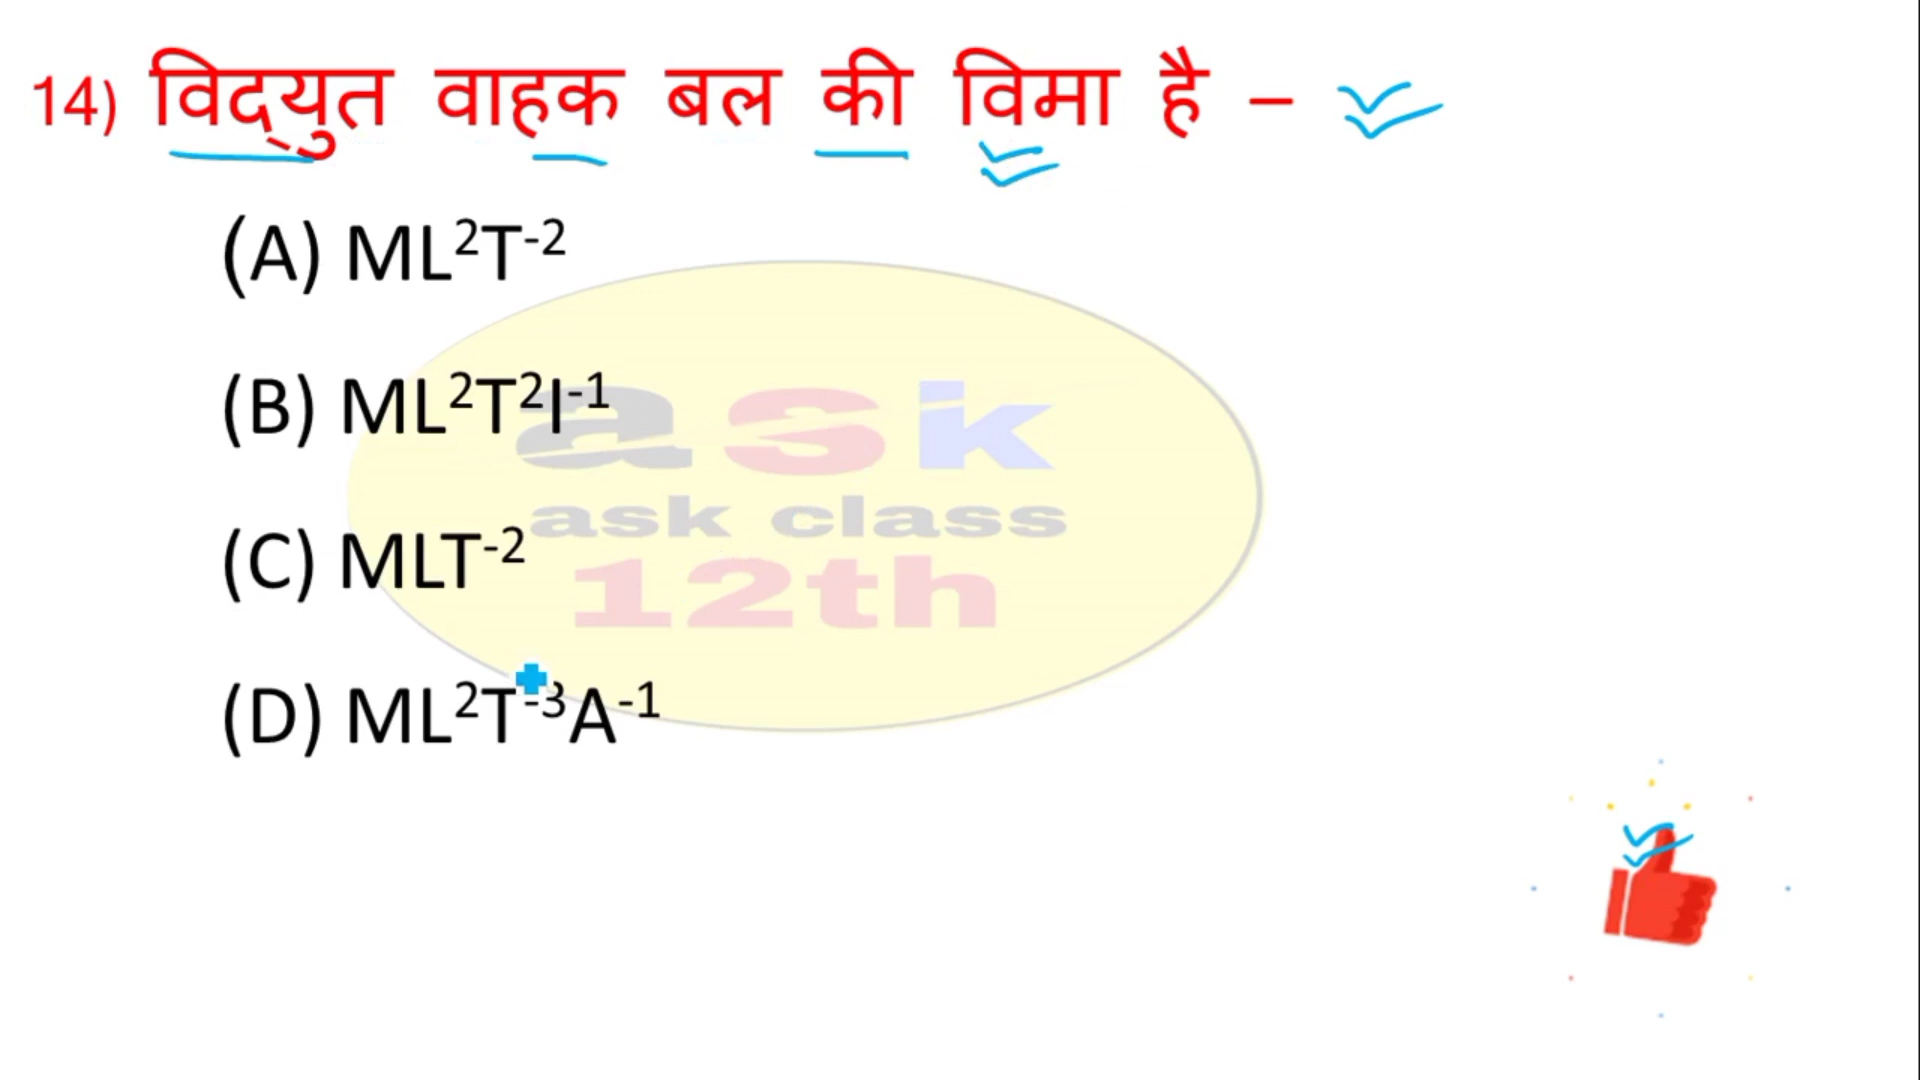 14) विद्युत वाहक बल की विमा है –
(A) ML²T⁻²
(B) ML²T²I⁻¹
(C) MLT⁻²
(D) ML²T⁻³A⁻¹
ask
ask class
12th